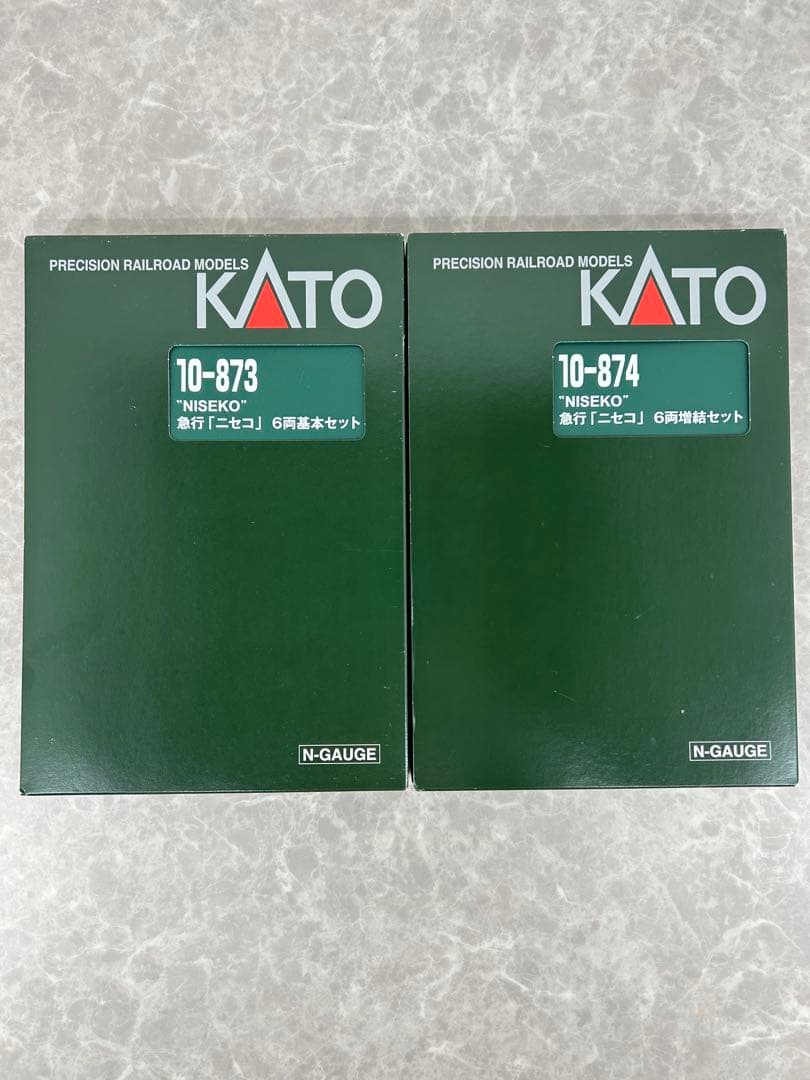 PRECISION RAILROAD MODELS
KATO
10-873
"NISEKO"
急行「ニセコ」 6両基本セット
N-GAUGE
PRECISION RAILROAD MODELS
KATO
10-874
"NISEKO"
急行「ニセコ」 6両増結セット
N-GAUGE